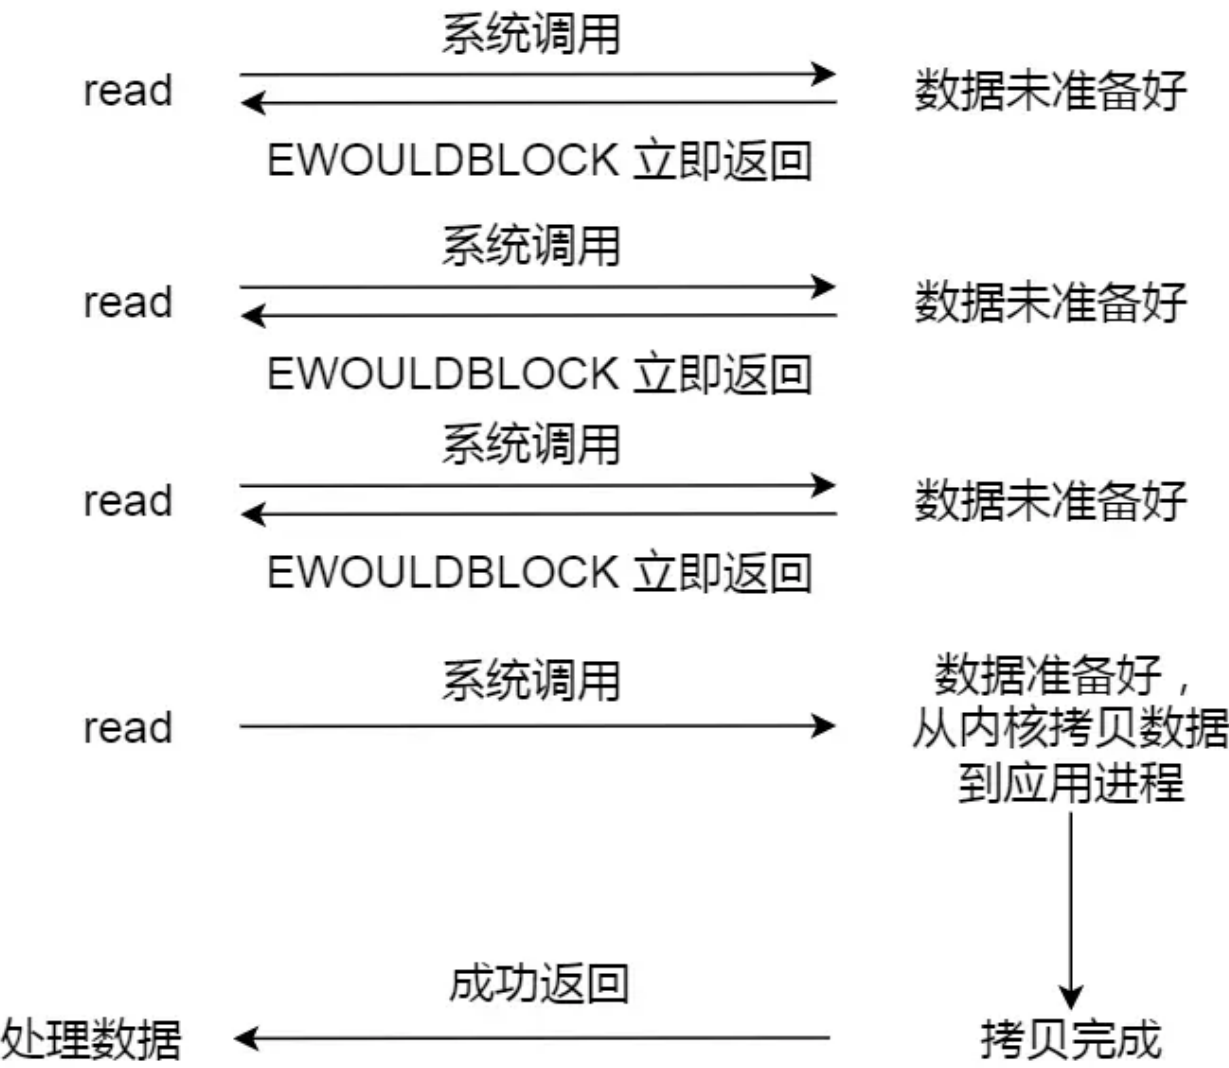 系统调用
read
数据未准备好
EWOULDBLOCK 立即返回
系统调用
read
数据未准备好
EWOULDBLOCK 立即返回
系统调用
read
数据未准备好
EWOULDBLOCK 立即返回
系统调用
read
数据准备好，
从内核拷贝数据
到应用进程
成功返回
处理数据
拷贝完成